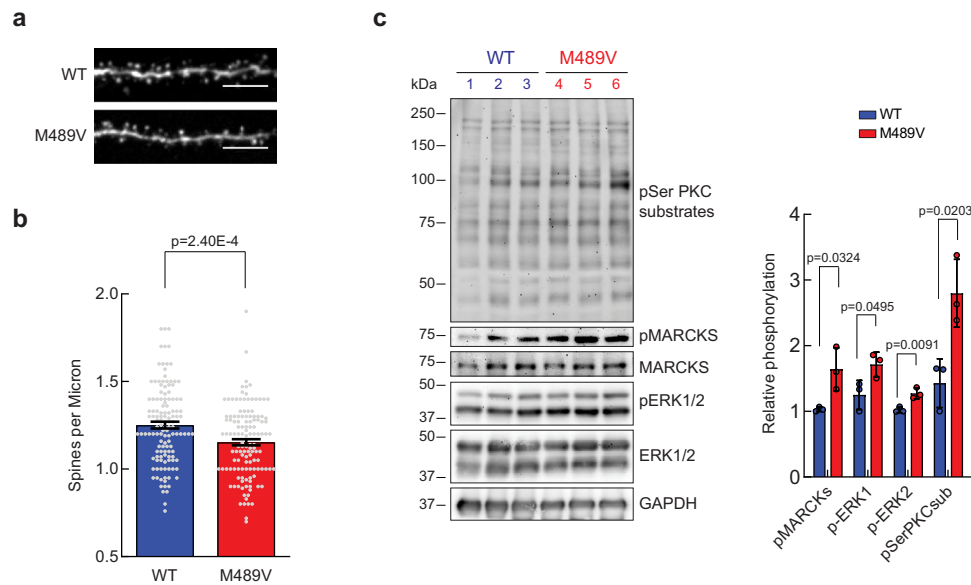 a
WT
M489V
b
p=2.40E-4
Spines per Micron
2.0
1.5
1.0
0.5
WT
M489V
c
WT
M489V
kDa
1
2
3
4
5
6
250
150
100
75
50
pSer PKC
substrates
75
pMARCKS
75
MARCKS
50
37
pERK1/2
50
37
ERK1/2
37
GAPDH
WT
M489V
Relative phosphorylation
4
3
2
1
0
p=0.0324
p=0.0495
p=0.0091
p=0.0203
pMARCKs
p-ERK1
p-ERK2
pSerPKCsub